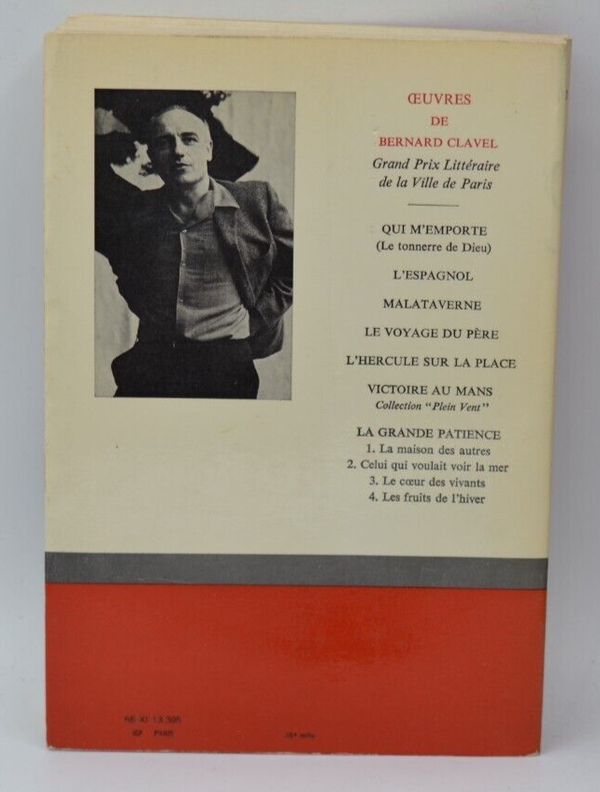 ŒUVRES
DE
BERNARD CLAVEL
Grand Prix Littéraire
de la Ville de Paris
QUI M'EMPORTE
(Le tonnerre de Dieu)
L'ESPAGNOL
MALATAVERNE
LE VOYAGE DU PÈRE
L'HERCULE SUR LA PLACE
VICTOIRE AU MANS
Collection "Plein Vent"
LA GRANDE PATIENCE
1. La maison des autres
2. Celui qui voulait voir la mer
3. Le cœur des vivants
4. Les fruits de l'hiver